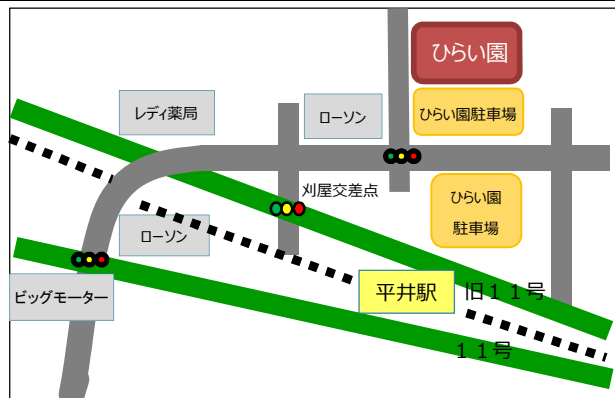 ひらい園
レディ薬局
ローソン
ひらい園駐車場
刈屋交差点
ひらい園
駐車場
ローソン
ビッグモーター
平井駅
旧１１号
１１号